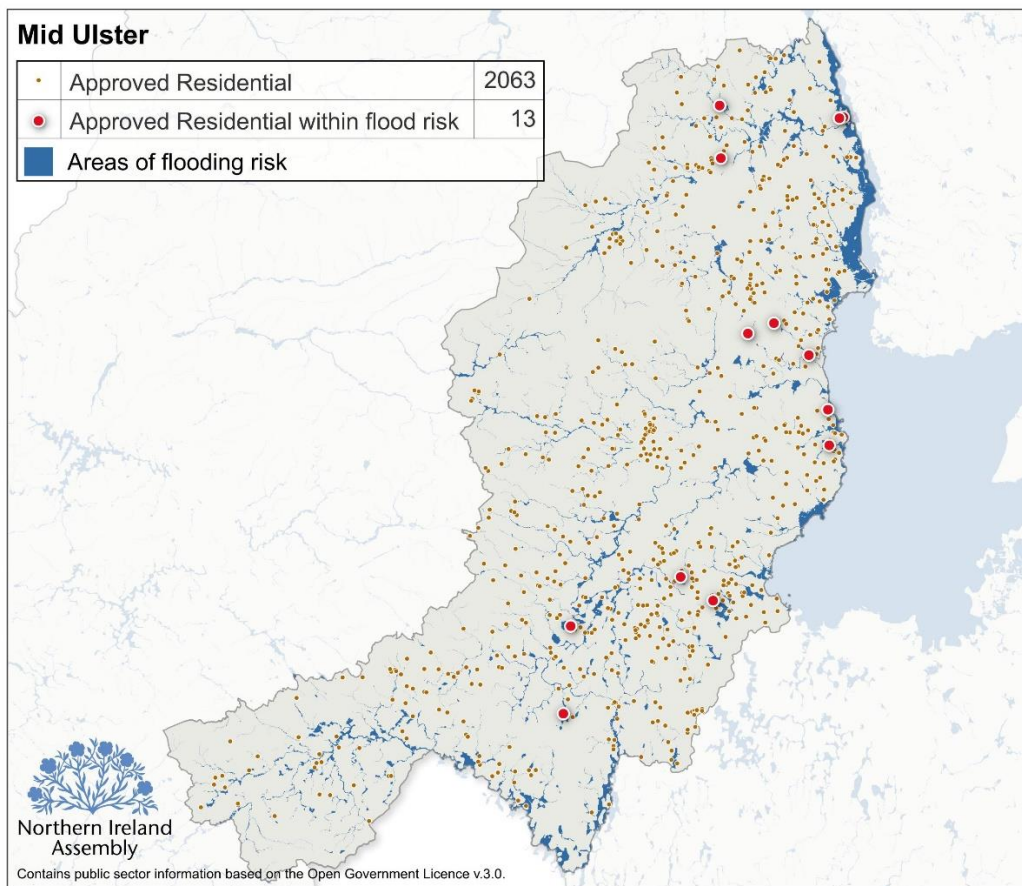 Mid Ulster
Approved Residential 2063
Approved Residential within flood risk 13
Areas of flooding risk
Northern Ireland
Assembly
Contains public sector information based on the Open Government Licence v.3.0.